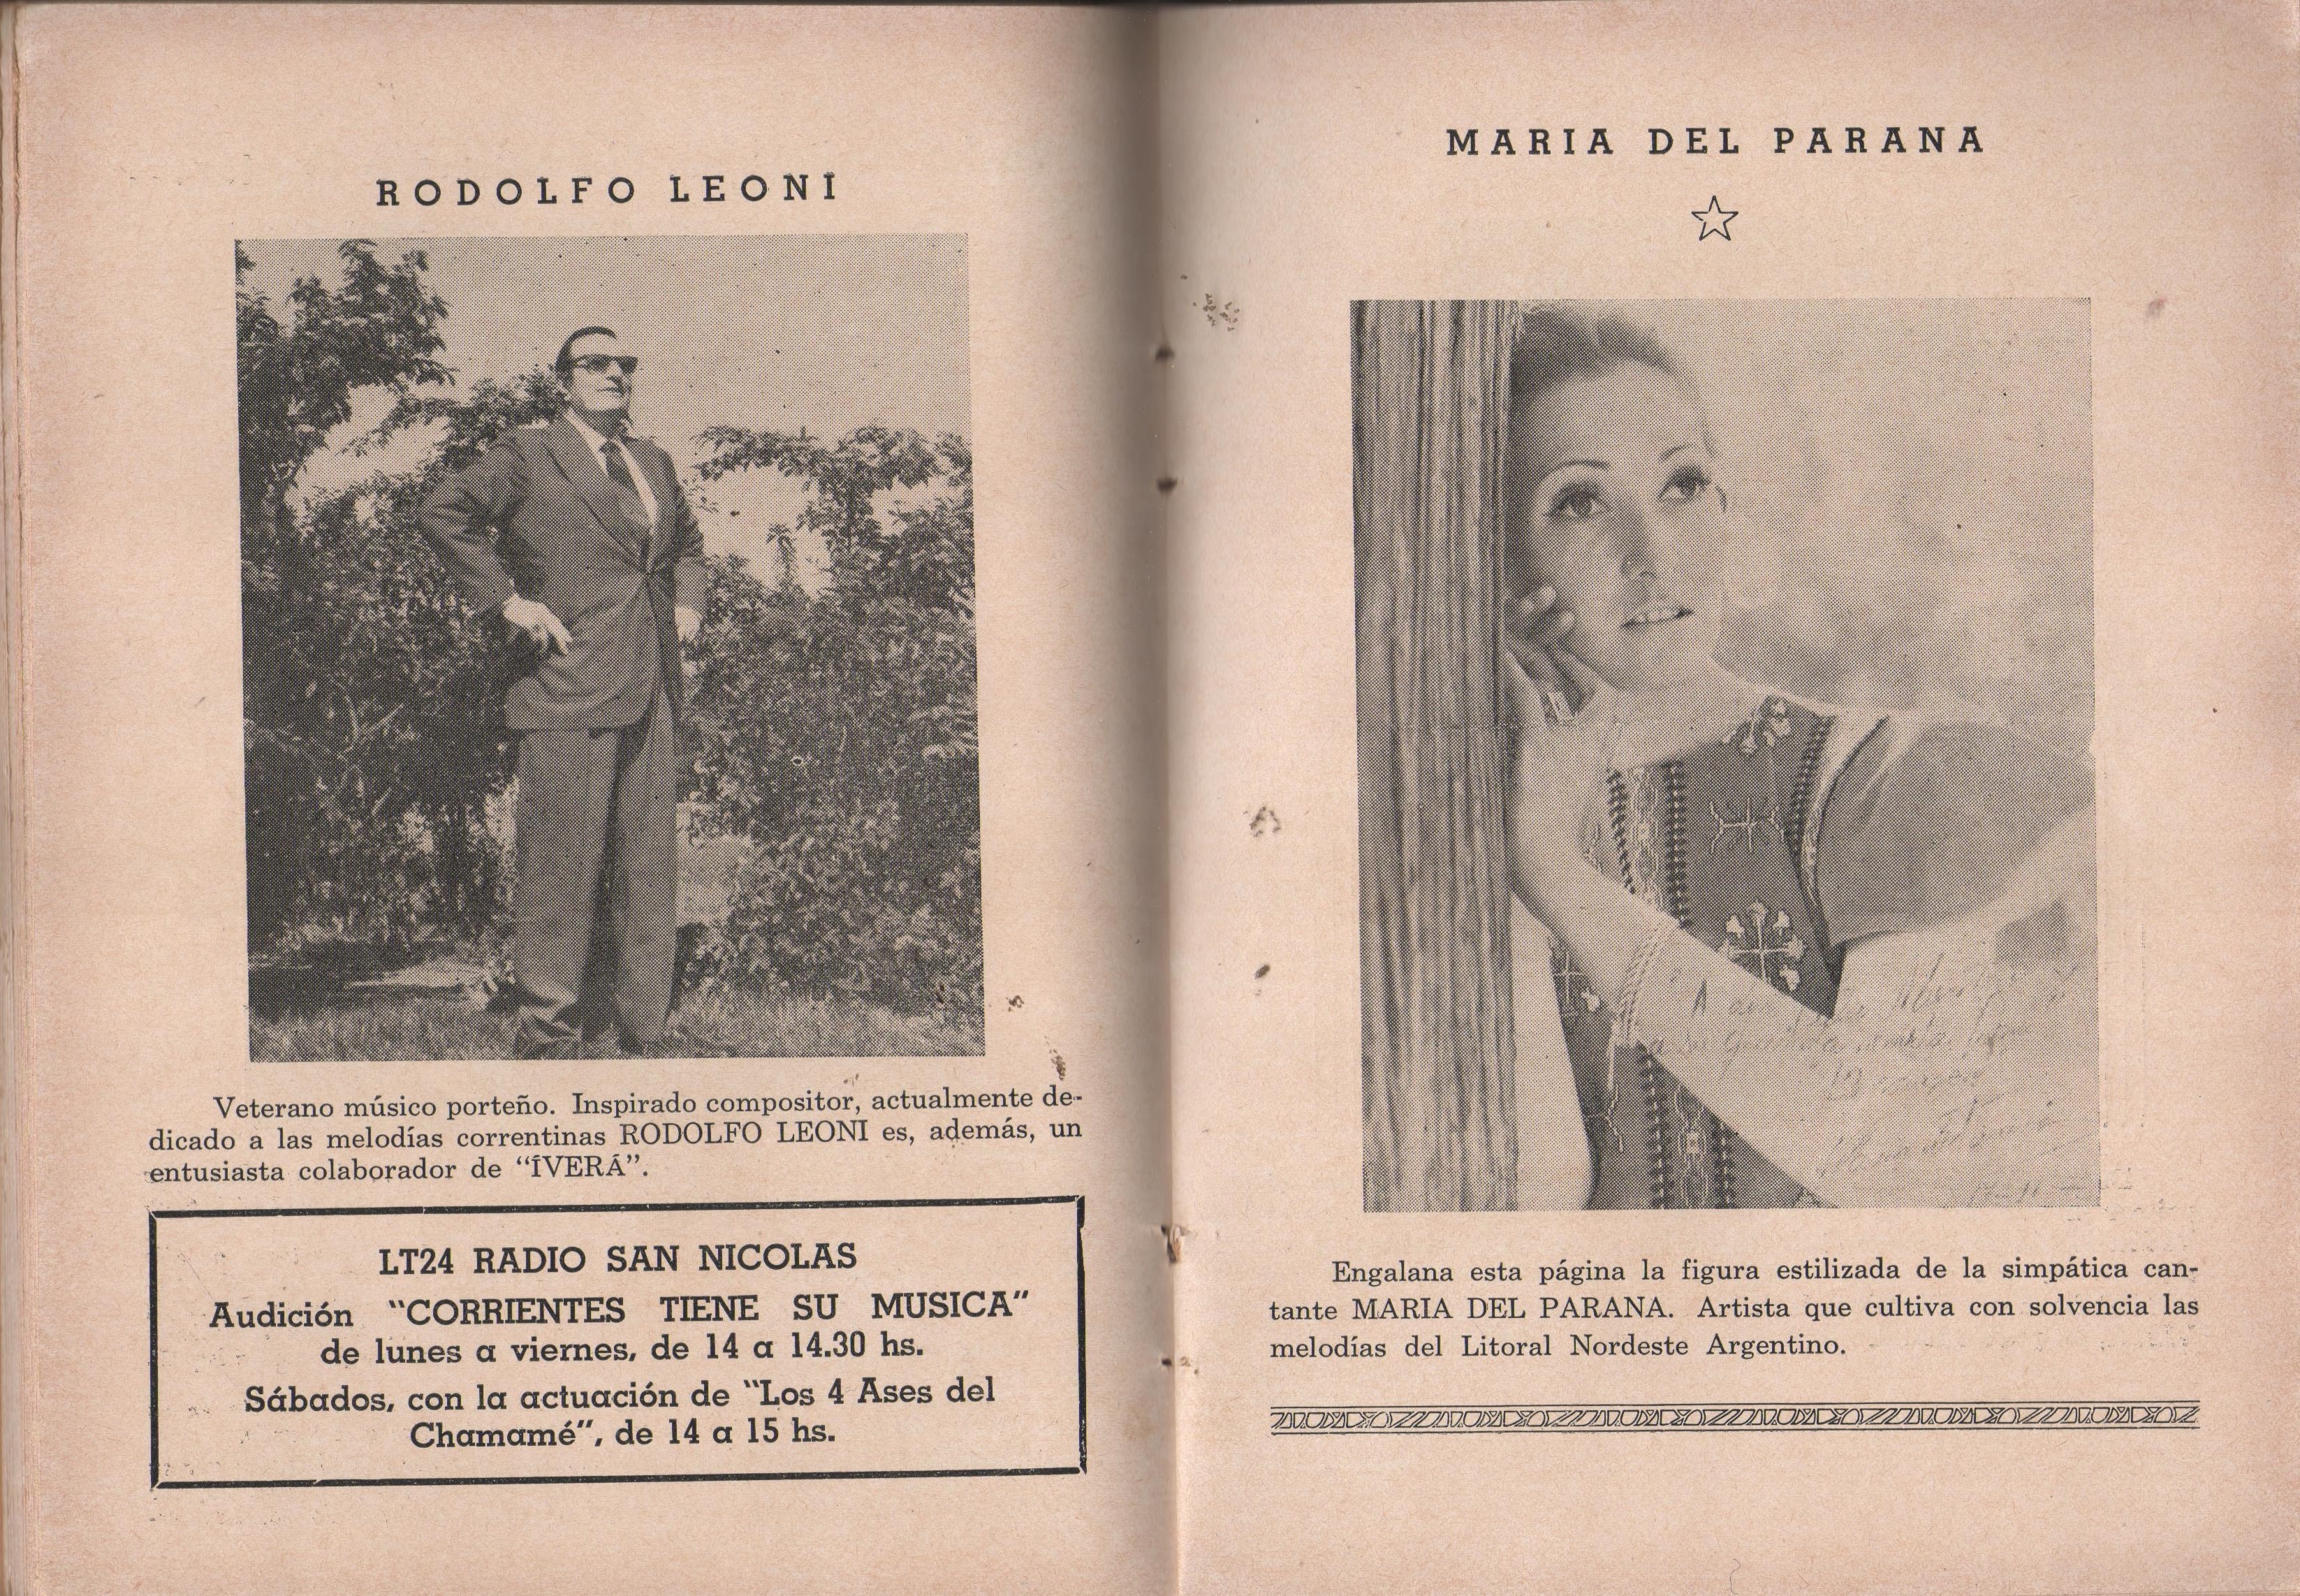 RODOLFO LEONI
Veterano músico porteño. Inspirado compositor, actualmente de-
dicado a las melodías correntinas RODOLFO LEONI es, además, un
entusiasta colaborador de “ÍVERÁ”.
LT24 RADIO SAN NICOLAS
Audición “CORRIENTES TIENE SU MUSICA”
de lunes a viernes, de 14 a 14.30 hs.
Sábados, con la actuación de “Los 4 Ases del
Chamamé”, de 14 a 15 hs.
MARIA DEL PARANA
Engalana esta página la figura estilizada de la simpática can-
tante MARIA DEL PARANA. Artista que cultiva con solvencia las
melodías del Litoral Nordeste Argentino.